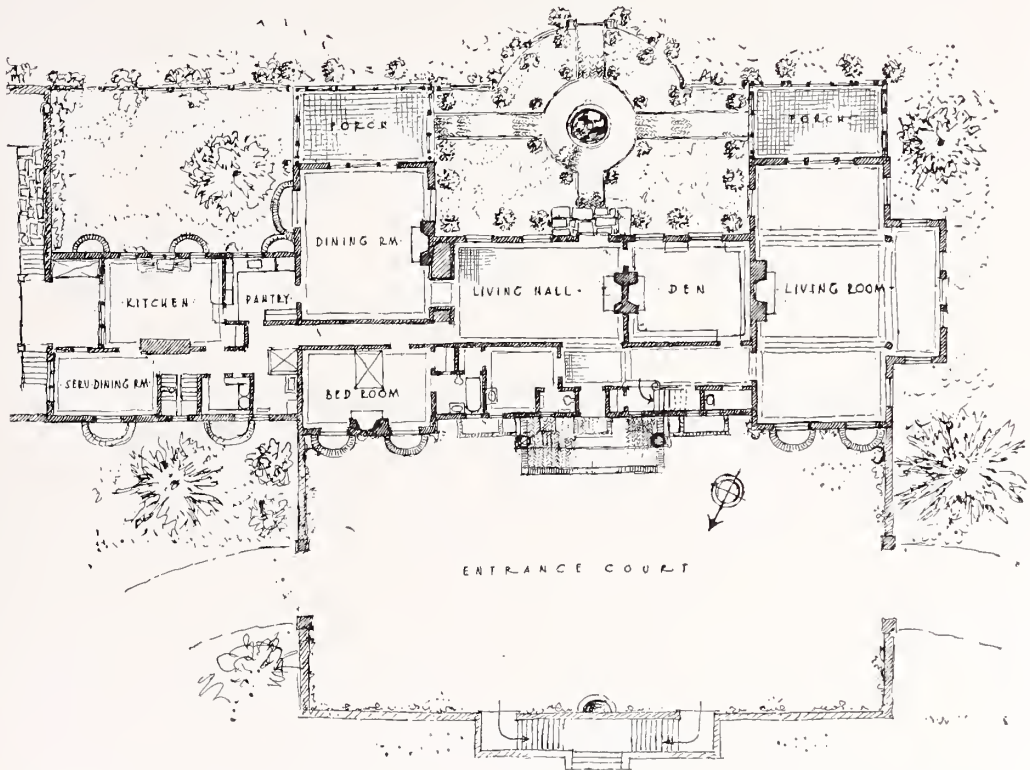 PORCH
PORCH
DINING RM.
KITCHEN.
PANTRY.
LIVING HALL.
DEN
LIVING ROOM.
SERV. DINING RM.
BED ROOM
ENTRANCE COURT